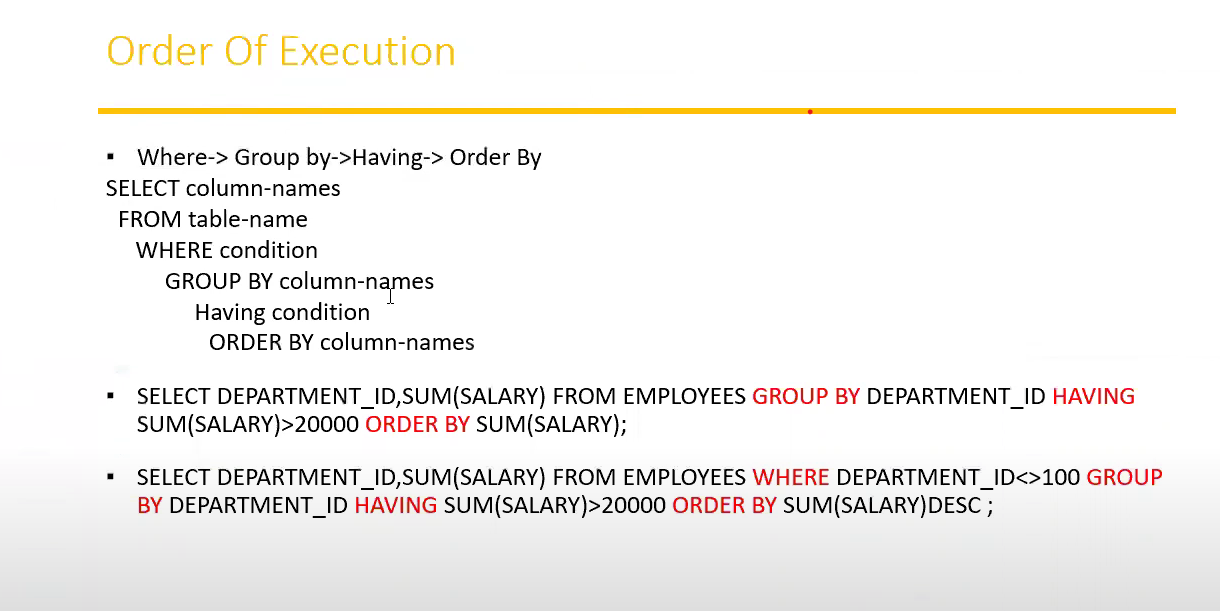 Order Of Execution
▪ Where-> Group by->Having-> Order By
SELECT column-names
FROM table-name
WHERE condition
GROUP BY column-names
Having condition
ORDER BY column-names
▪ SELECT DEPARTMENT_ID,SUM(SALARY) FROM EMPLOYEES GROUP BY DEPARTMENT_ID HAVING
SUM(SALARY)>20000 ORDER BY SUM(SALARY);
▪ SELECT DEPARTMENT_ID,SUM(SALARY) FROM EMPLOYEES WHERE DEPARTMENT_ID<>100 GROUP
BY DEPARTMENT_ID HAVING SUM(SALARY)>20000 ORDER BY SUM(SALARY)DESC ;